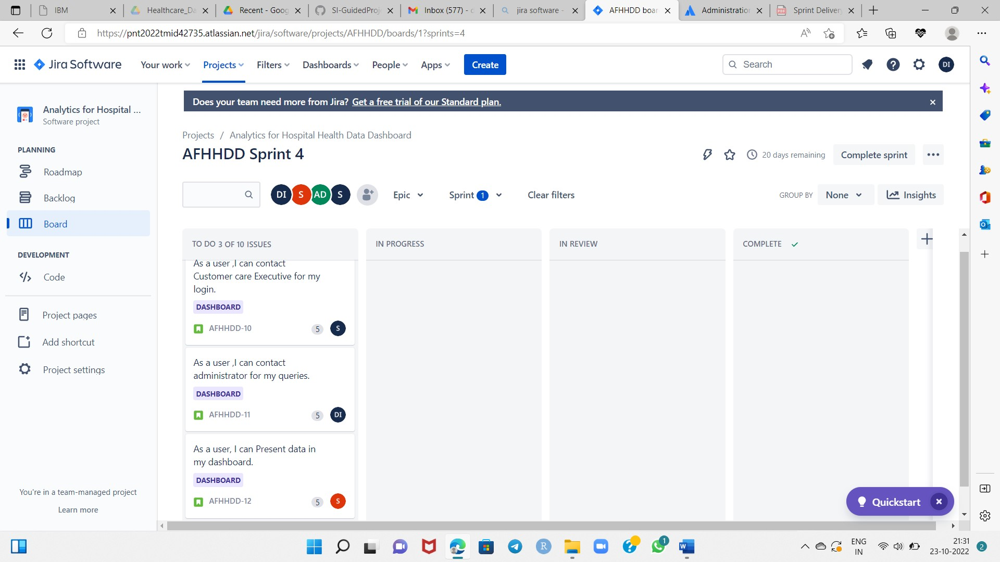 IBM
Healthcare_Da
Recent - Goog
SI-GuidedProj
Inbox (577) - d
jira software -
AFHHDD boar
Administration
Sprint Delivery
https://pnt2022tmid42735.atlassian.net/jira/software/projects/AFHHDD/boards/1?sprints=4
Jira Software
Your work
Projects
Filters
Dashboards
People
Apps
Create
Search
DI
Analytics for Hospital ...
Software project
PLANNING
Roadmap
Backlog
Board
DEVELOPMENT
Code
Project pages
Add shortcut
Project settings
You're in a team-managed project
Learn more
Does your team need more from Jira? Get a free trial of our Standard plan.
Projects / Analytics for Hospital Health Data Dashboard
AFHHDD Sprint 4
20 days remaining
Complete sprint
DI S AD S
Epic
Sprint 1
Clear filters
GROUP BY
None
Insights
TO DO 3 OF 10 ISSUES
IN PROGRESS
IN REVIEW
COMPLETE
As a user ,I can contact
Customer care Executive for my
login.
DASHBOARD
AFHHDD-10
5
S
As a user ,I can contact
administrator for my queries.
DASHBOARD
AFHHDD-11
5
DI
As a user, I can Present data in
my dashboard.
DASHBOARD
AFHHDD-12
5
S
Quickstart
1
ENG
IN
21:31
23-10-2022
2